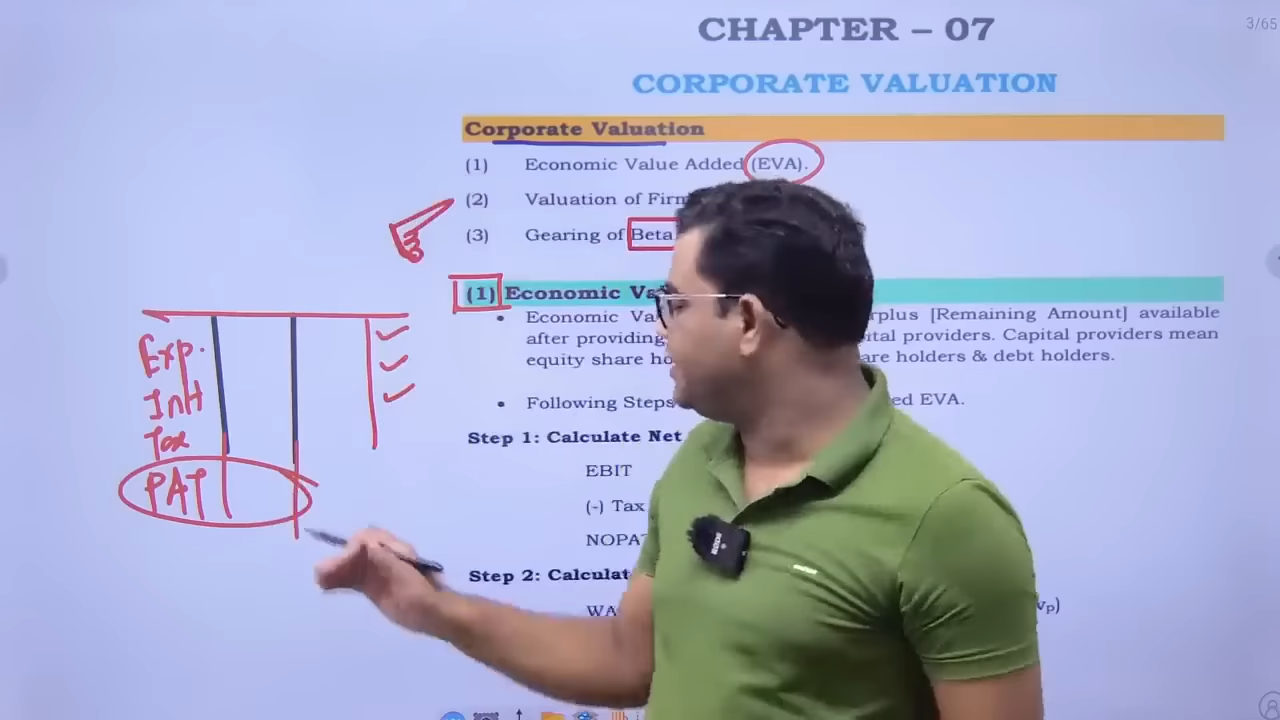 CHAPTER – 07
3/65
CORPORATE VALUATION
Corporate Valuation
(1) Economic Value Added (EVA).
(2) Valuation of Firm
(3) Gearing of Beta
(1) Economic Va
Economic Va rplus [Remaining Amount] available
after providing ital providers. Capital providers mean
equity share ho are holders & debt holders.
Following Steps ed EVA.
Step 1: Calculate Net
EBIT
(-) Tax
NOPAT
Step 2: Calculat
WA
Exp.
Int
Tax
PAT